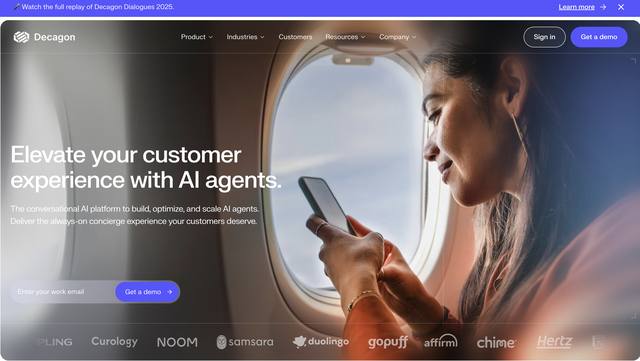 Watch the full replay of Decagon Dialogues 2025.
Learn more
Decagon
Product
Industries
Customers
Resources
Company
Sign in
Get a demo
Elevate your customer
experience with AI agents.
The conversational AI platform to build, optimize, and scale AI agents.
Deliver the always-on concierge experience your customers deserve.
Enter your work email
Get a demo
PLING
Curology
NOOM
samsara
duolingo
gopuff
affirm
chime
Hertz